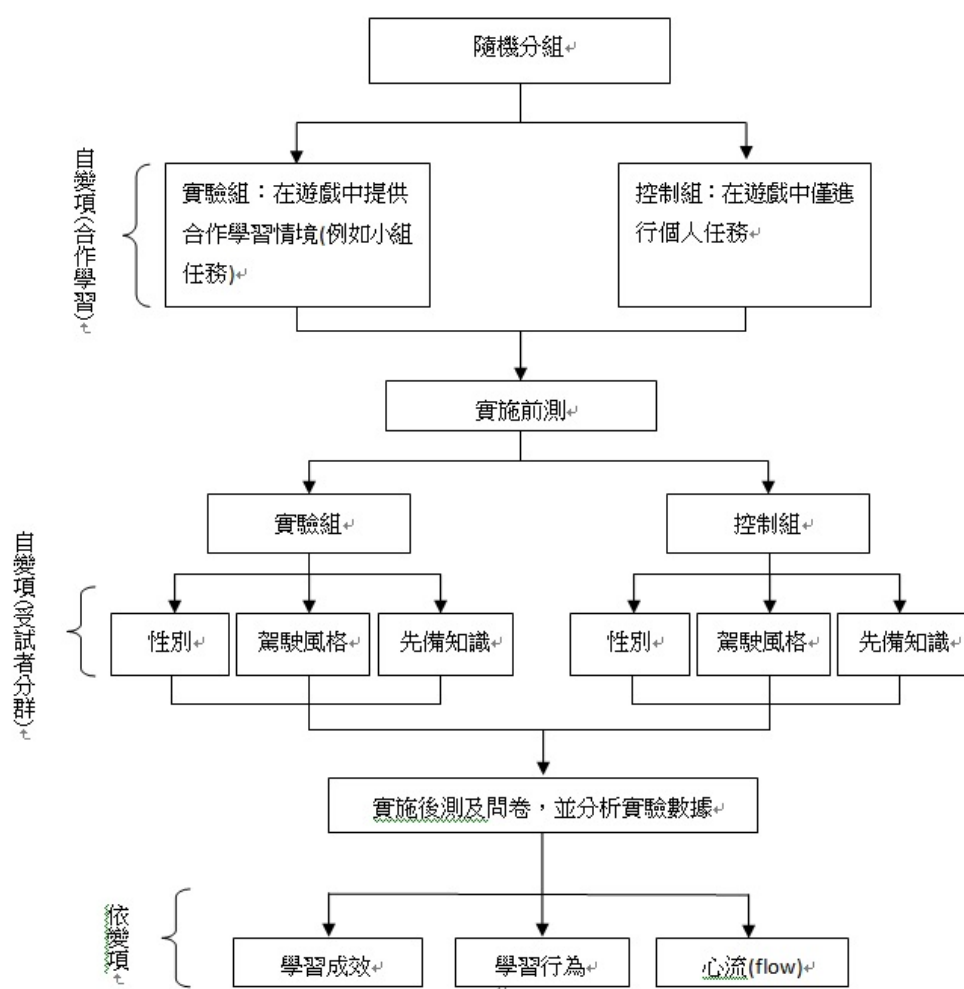 隨機分組
自變項(合作學習)
實驗組：在遊戲中提供
合作學習情境(例如小組
任務)
控制組：在遊戲中僅進
行個人任務
實施前測
實驗組
控制組
自變項(受試者分群)
性別
駕駛風格
先備知識
性別
駕駛風格
先備知識
實施後測及問卷，並分析實驗數據
依變項
學習成效
學習行為
心流(flow)